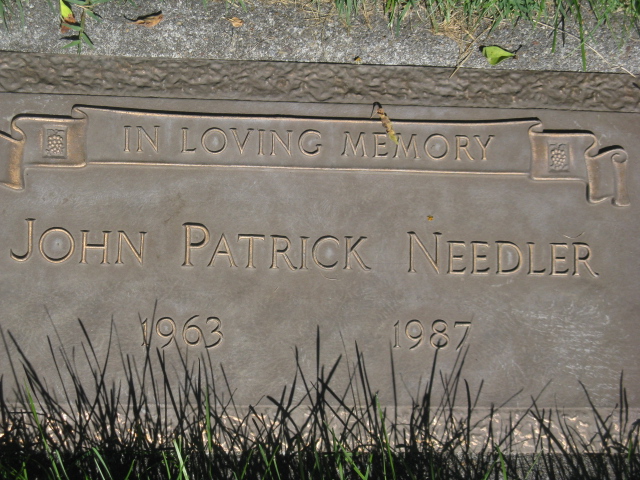 IN LOVING MEMORY
JOHN PATRICK NEEDLER
1963 1987